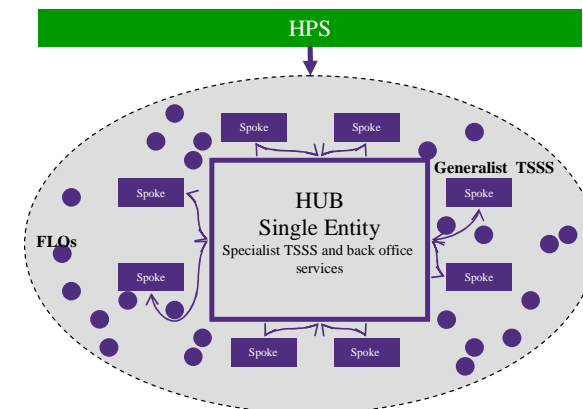 HPS
Spoke
Spoke
Generalist TSSS
Spoke
Spoke
HUB
Single Entity
Specialist TSSS and back office
services
FLOs
Spoke
Spoke
Spoke
Spoke